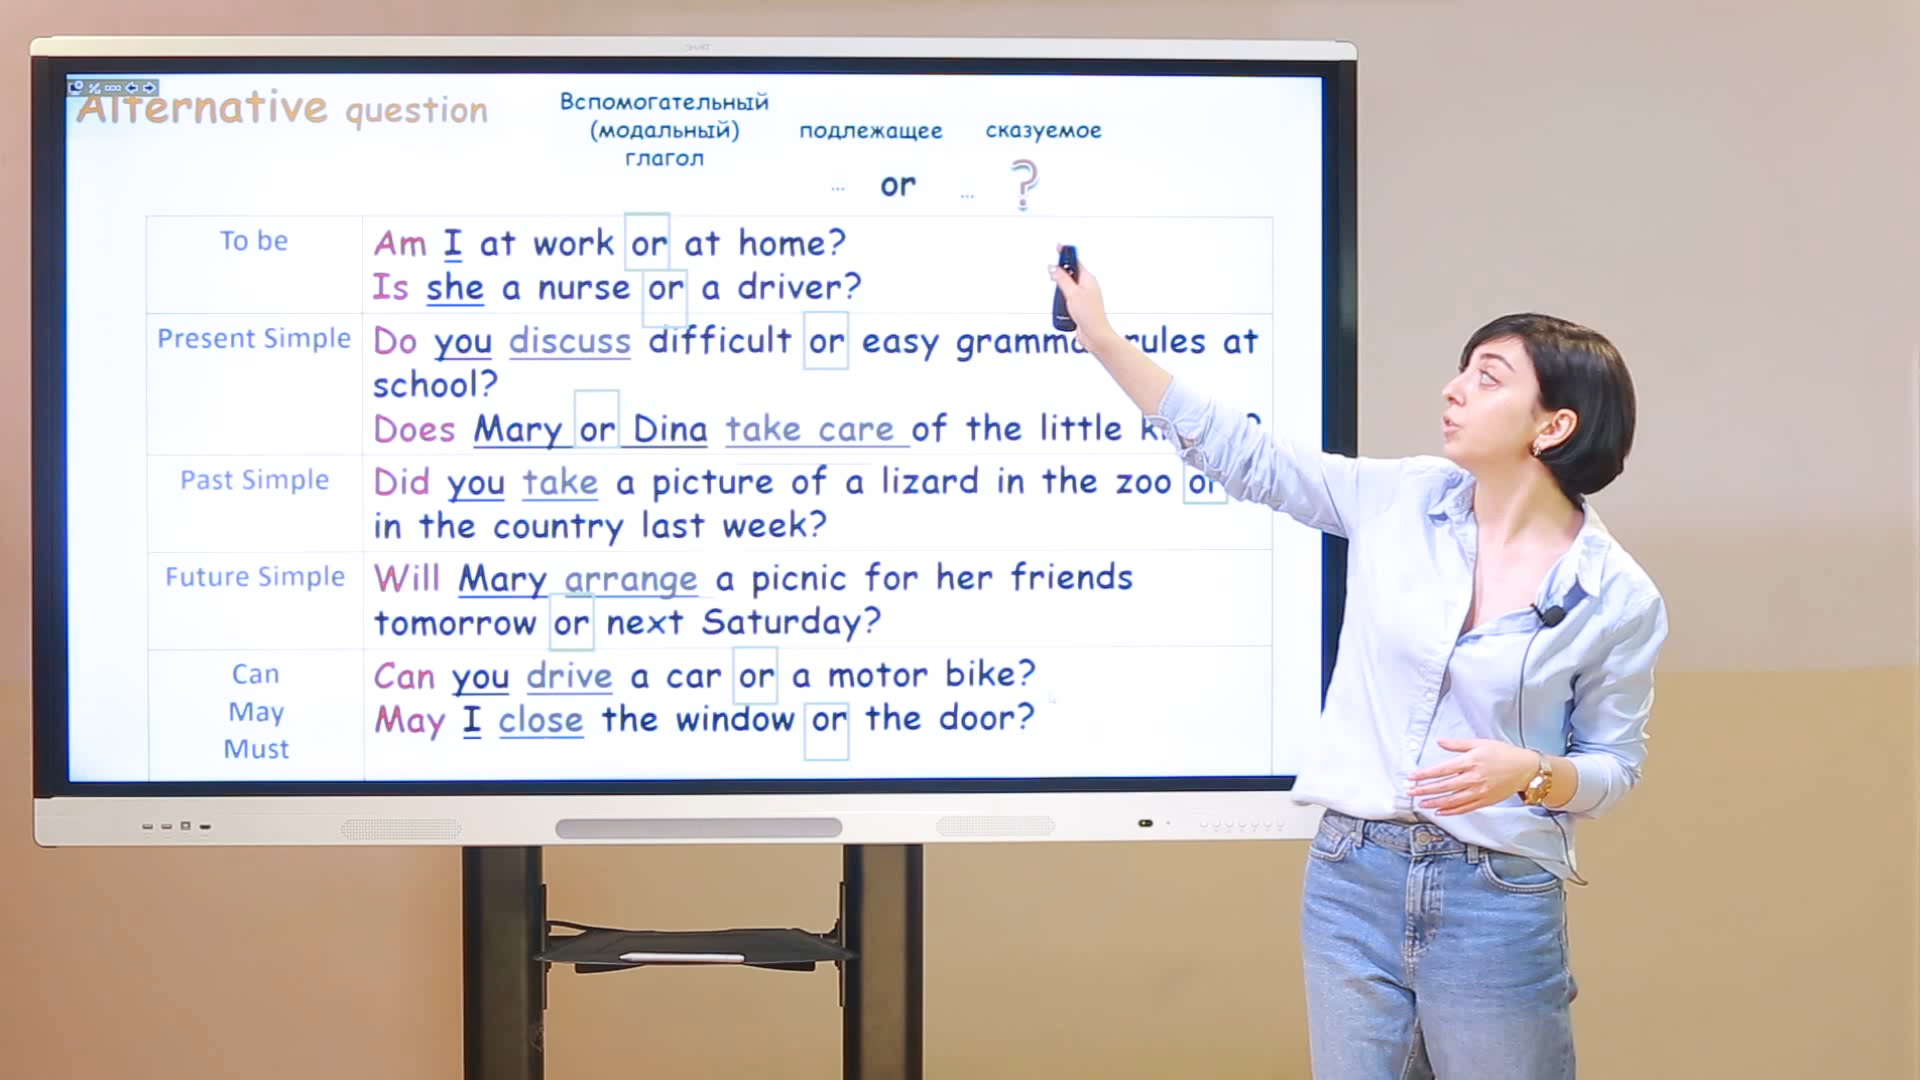 SMART
Alternative question
Вспомогательный
(модальный)
глагол
подлежащее
сказуемое
... or ... ?
To be
Am I at work or at home?
Is she a nurse or a driver?
Present Simple
Do you discuss difficult or easy grammar rules at
school?
Does Mary or Dina take care of the little ?
Past Simple
Did you take a picture of a lizard in the zoo or
in the country last week?
Future Simple
Will Mary arrange a picnic for her friends
tomorrow or next Saturday?
Can
May
Must
Can you drive a car or a motor bike?
May I close the window or the door?